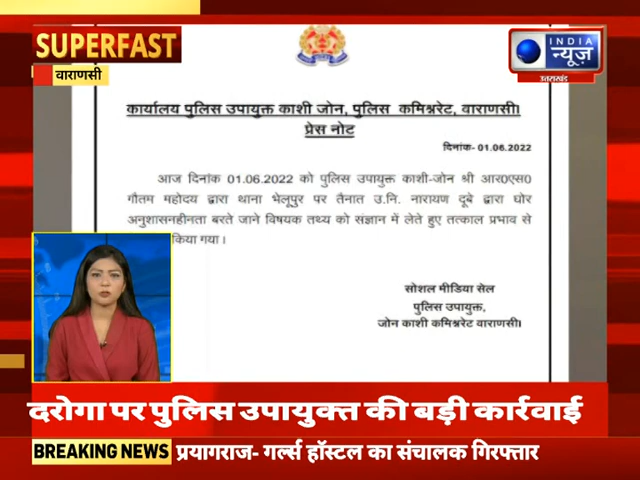 SUPERFAST
वाराणसी
INDIA
न्यूज़
उत्तराखंड
कार्यालय पुलिस उपायुक्त काशी जोन, पुलिस कमिश्नरेट, वाराणसी।
प्रेस नोट
दिनांक- 01.06.2022
आज दिनांक 01.06.2022 को पुलिस उपायुक्त काशी-जोन श्री आर0एस0
गौतम महोदय द्वारा थाना भेलूपुर पर तैनात उ.नि. नारायण दूबे द्वारा घोर
अनुशासनहीनता बरते जाने विषयक तथ्य को संज्ञान में लेते हुए तत्काल प्रभाव से
किया गया।
सोशल मीडिया सेल
पुलिस उपायुक्त,
जोन काशी कमिश्नरेट वाराणसी।
दरोगा पर पुलिस उपायुक्त की बड़ी कार्रवाई
BREAKING NEWS प्रयागराज- गर्ल्स हॉस्टल का संचालक गिरफ्तार